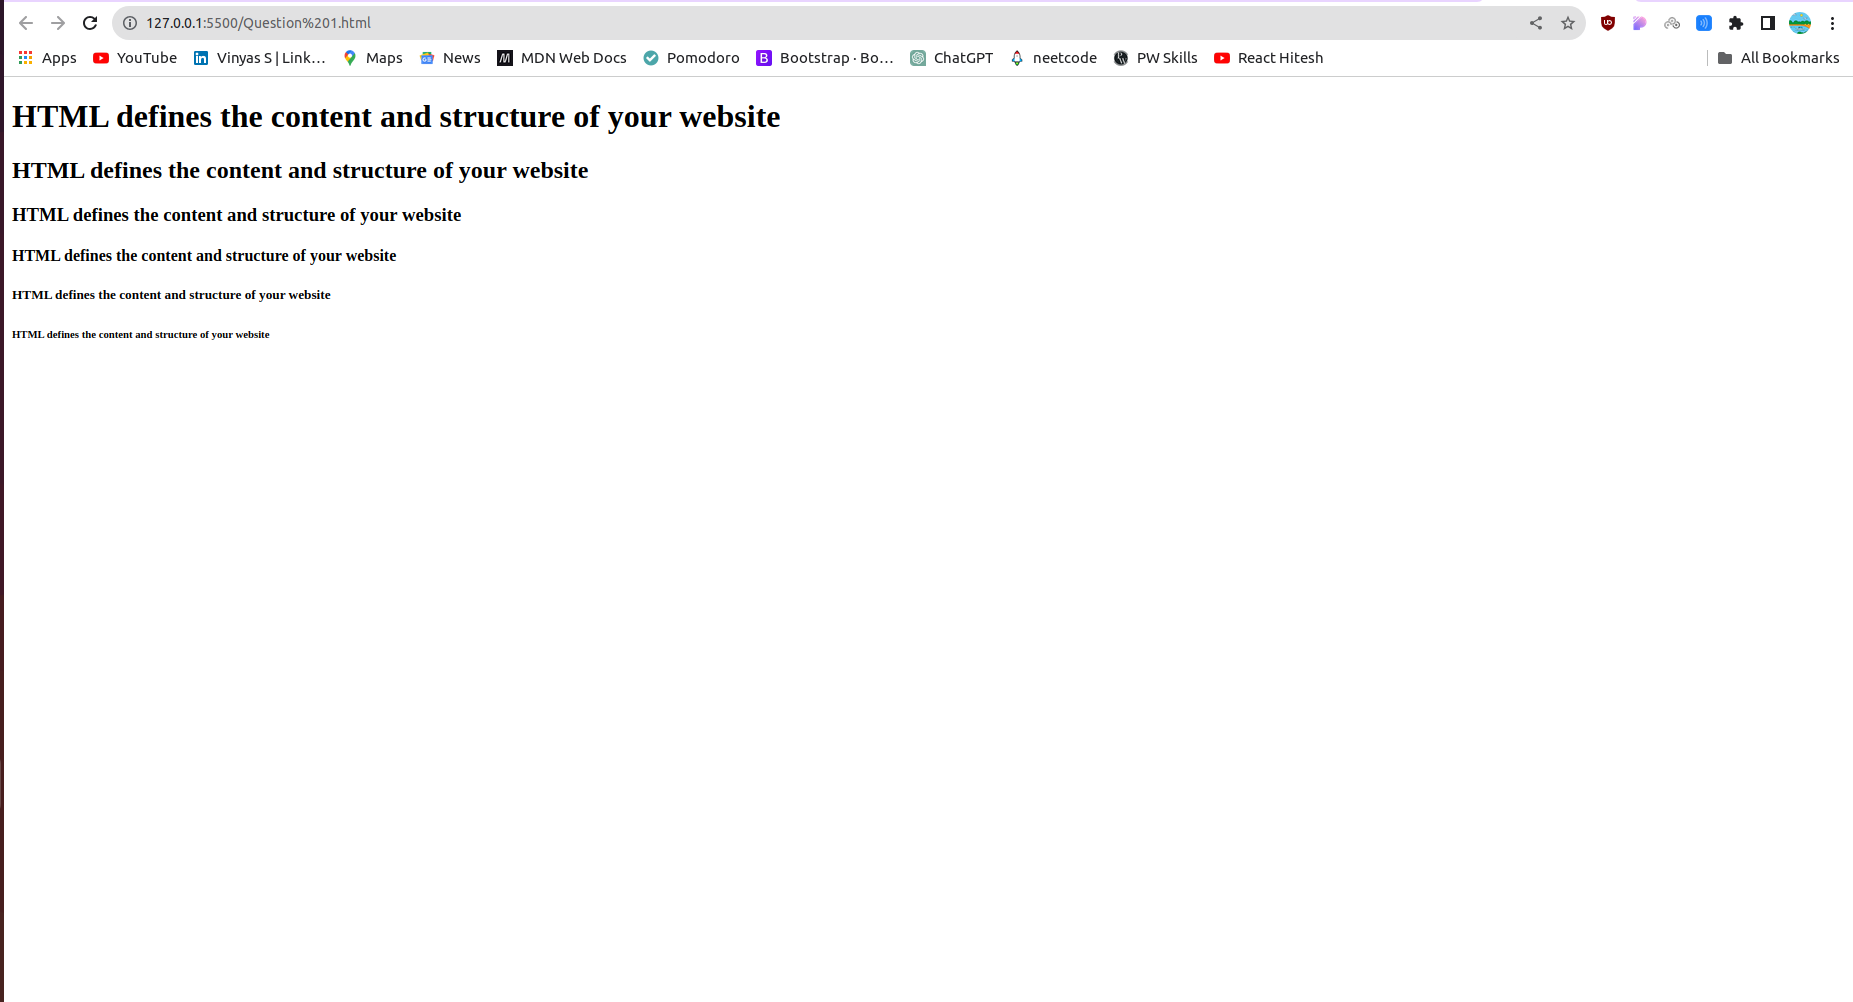 127.0.0.1:5500/Question%201.html
Apps YouTube Vinyas S | Link… Maps News MDN Web Docs Pomodoro Bootstrap · Bo… ChatGPT neetcode PW Skills React Hitesh All Bookmarks
HTML defines the content and structure of your website
HTML defines the content and structure of your website
HTML defines the content and structure of your website
HTML defines the content and structure of your website
HTML defines the content and structure of your website
HTML defines the content and structure of your website